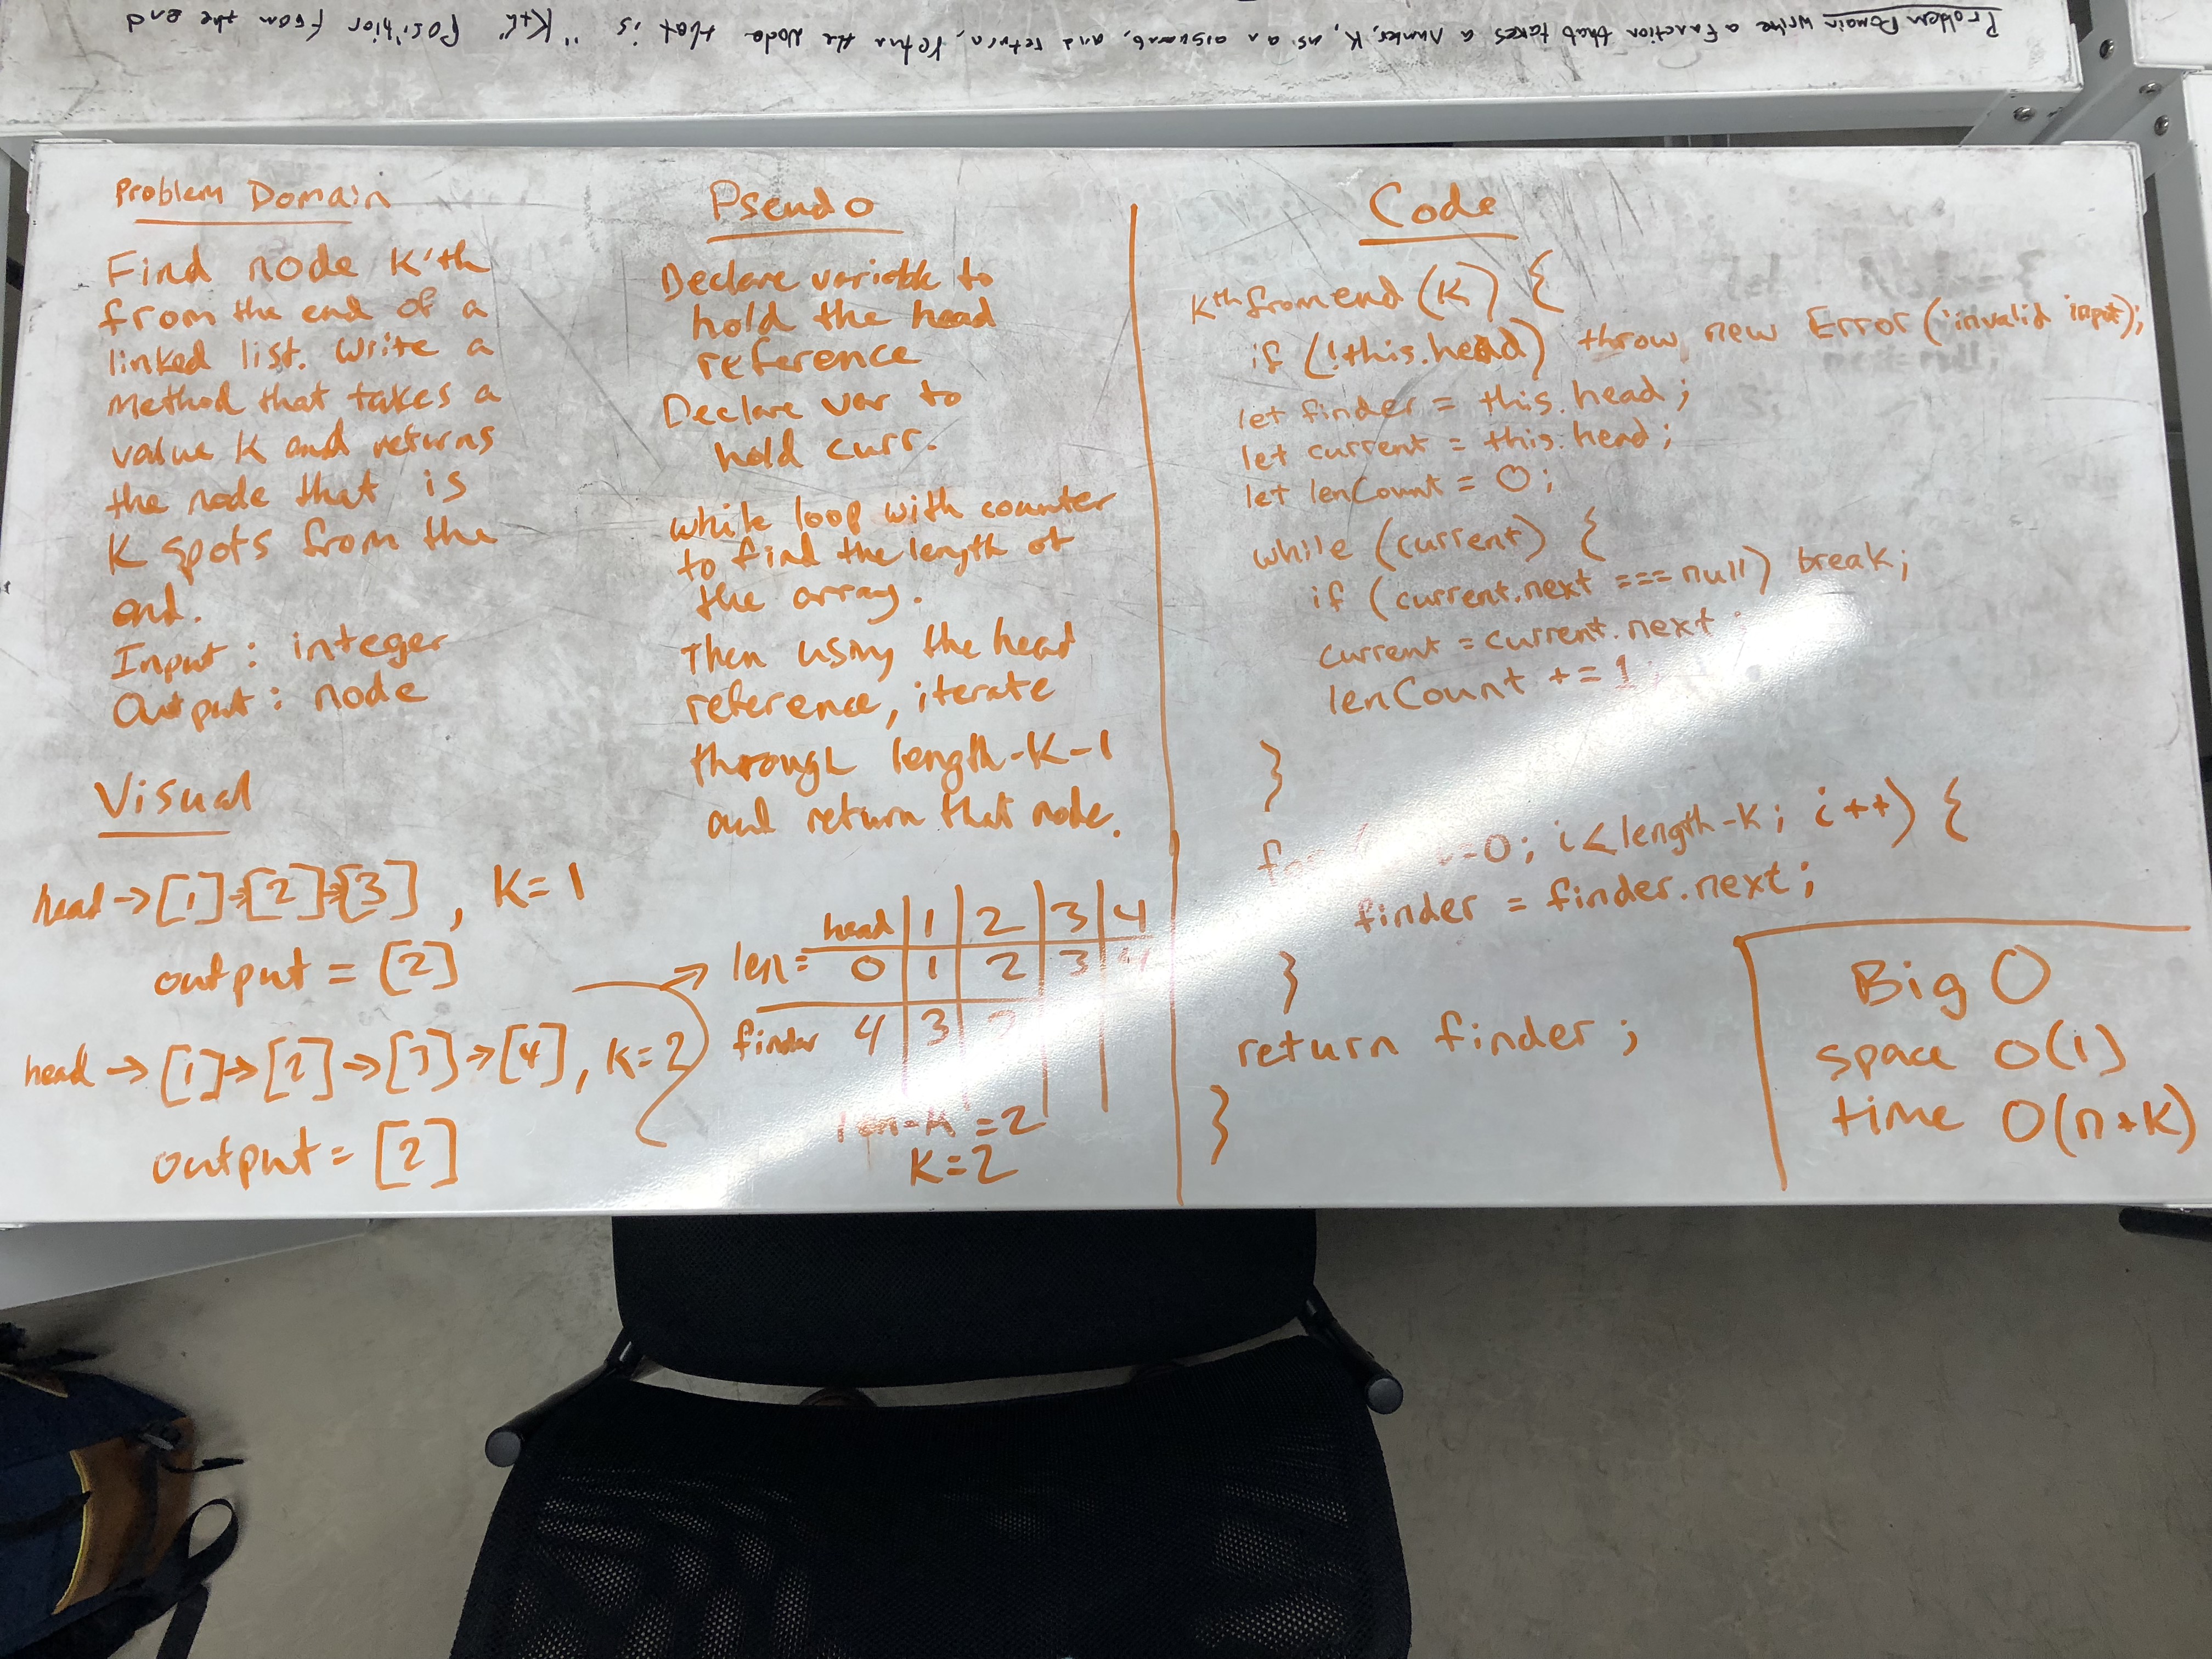 Problem Domain Write a function that takes a number, K, as an argument, and return, return the Node that is "Kth" Position from the end
Problem Domain
Find node K'th
from the end of a
linked list. Write a
Method that takes a
value K and returns
the node that is
K spots from the
end.
Input: integer
Output: node
Visual
head → [1] → [2] → [3], K=1
output = [2]
head → [1] → [2] → [3] → [4], K=2
output = [2]
Pseudo
Declare variable to
hold the head
reference
Declare var to
hold curr.
while loop with counter
to find the length of
the array.
Then using the head
reference, iterate
through length-K-1
and return that node.
head | 1 | 2 | 3 | 4
len = 0 | 1 | 2 | 3 | 4
finder 4 | 3 | 2
len-K = 2
K=2
Code
Kth from end (K) {
if (!this.head) throw new Error('invalid input');
let finder = this.head;
let current = this.head;
let lenCount = 0;
while (current) {
if (current.next === null) break;
current = current.next
lenCount += 1;
}
=0; i<length-K; i++) {
finder = finder.next;
}
return finder;
}
Big O
space O(1)
time O(n+K)